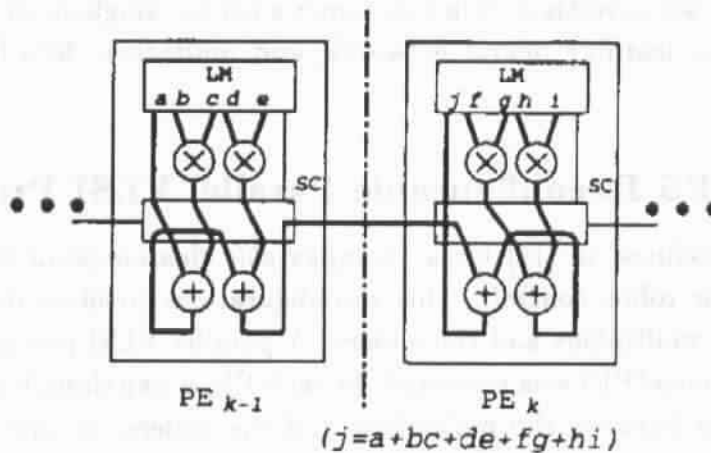 LM LM
a b c d e j f g h i
× × × ×
SC SC
+ + + +
PE k-1 PE k
(j=a+bc+de+fg+hi)